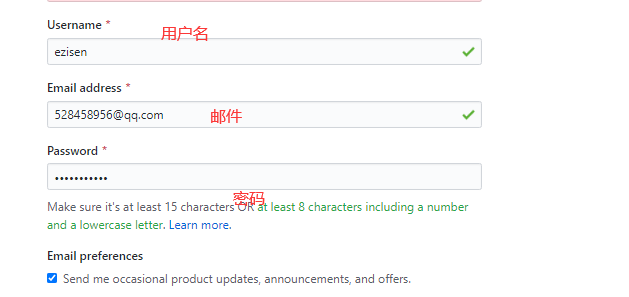 Username *
用户名
ezisen
Email address *
528458956@qq.com
邮件
Password *
•••••••••••
密码
Make sure it's at least 15 characters OR at least 8 characters including a number
and a lowercase letter. Learn more.
Email preferences
Send me occasional product updates, announcements, and offers.